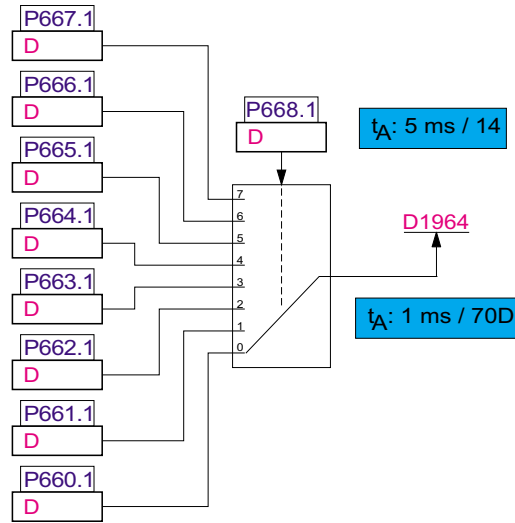 P667.1
D
P666.1
D
P665.1
D
P664.1
D
P663.1
D
P662.1
D
P661.1
D
P660.1
D
P668.1
D
7
6
5
4
3
2
1
0
tA: 5 ms / 14
D1964
tA: 1 ms / 70D